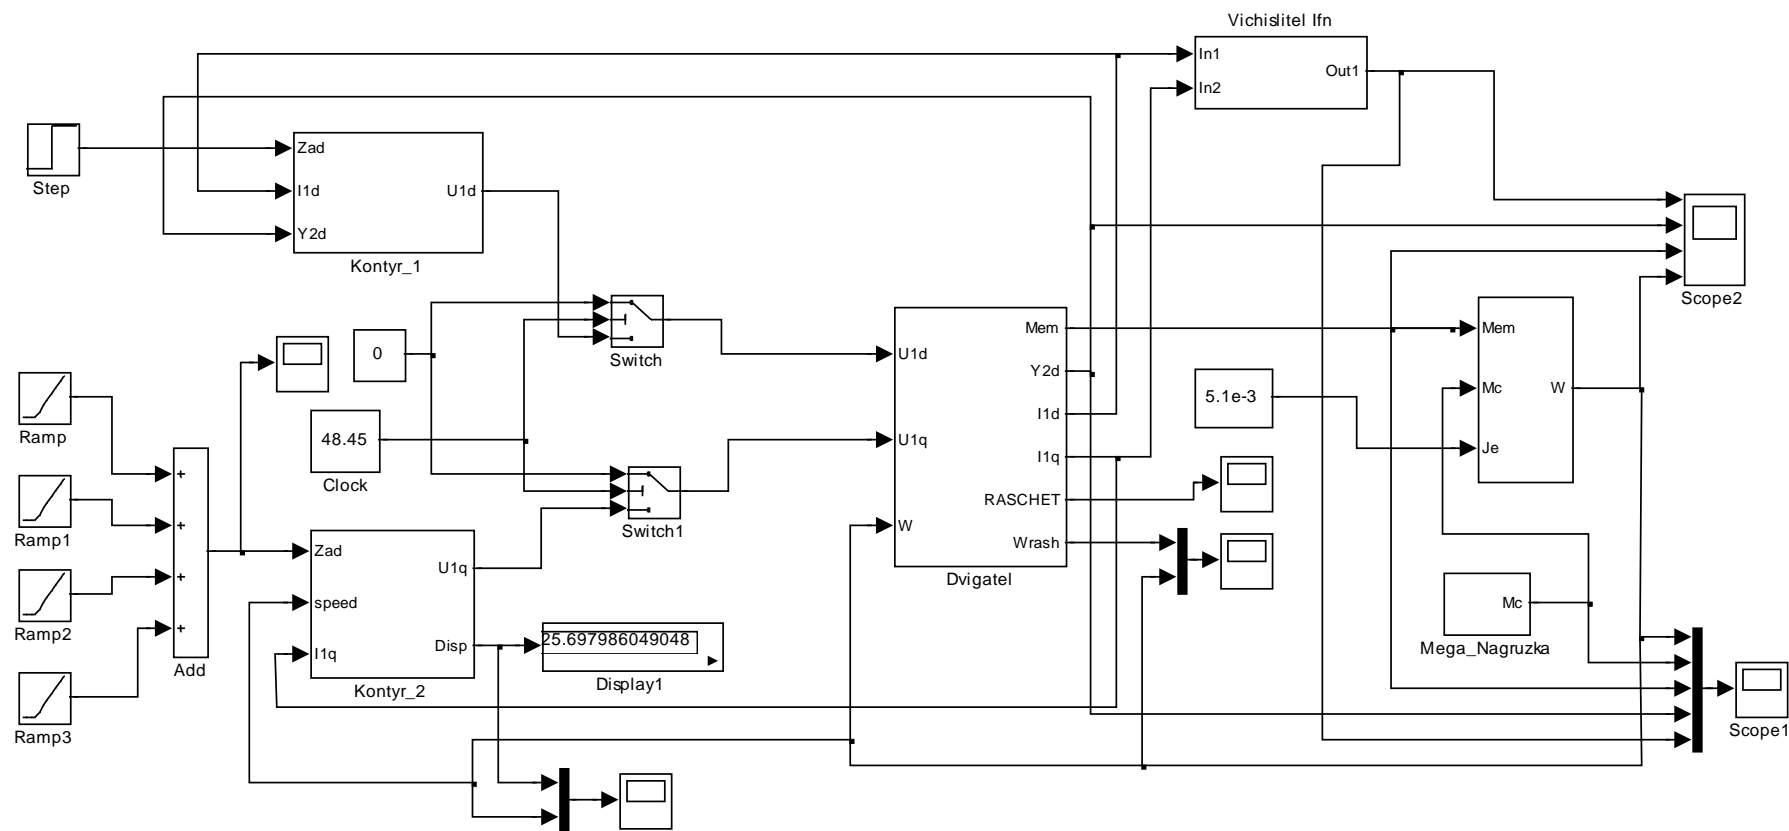 Vichislitel Ifn
In1
In2
Out1
Step
Zad
I1d
Y2d
U1d
Kontyr_1
Scope2
0
Switch
U1d
U1q
W
Mem
Y2d
I1d
I1q
RASCHET
Wrash
Dvigatel
Mem
Mc
Je
W
5.1e-3
Ramp
48.45
Clock
Ramp1
Switch1
+
+
+
+
Add
Zad
speed
I1q
U1q
Disp
Kontyr_2
25.697986049048
Display1
Ramp2
Ramp3
Mc
Mega_Nagruzka
Scope1